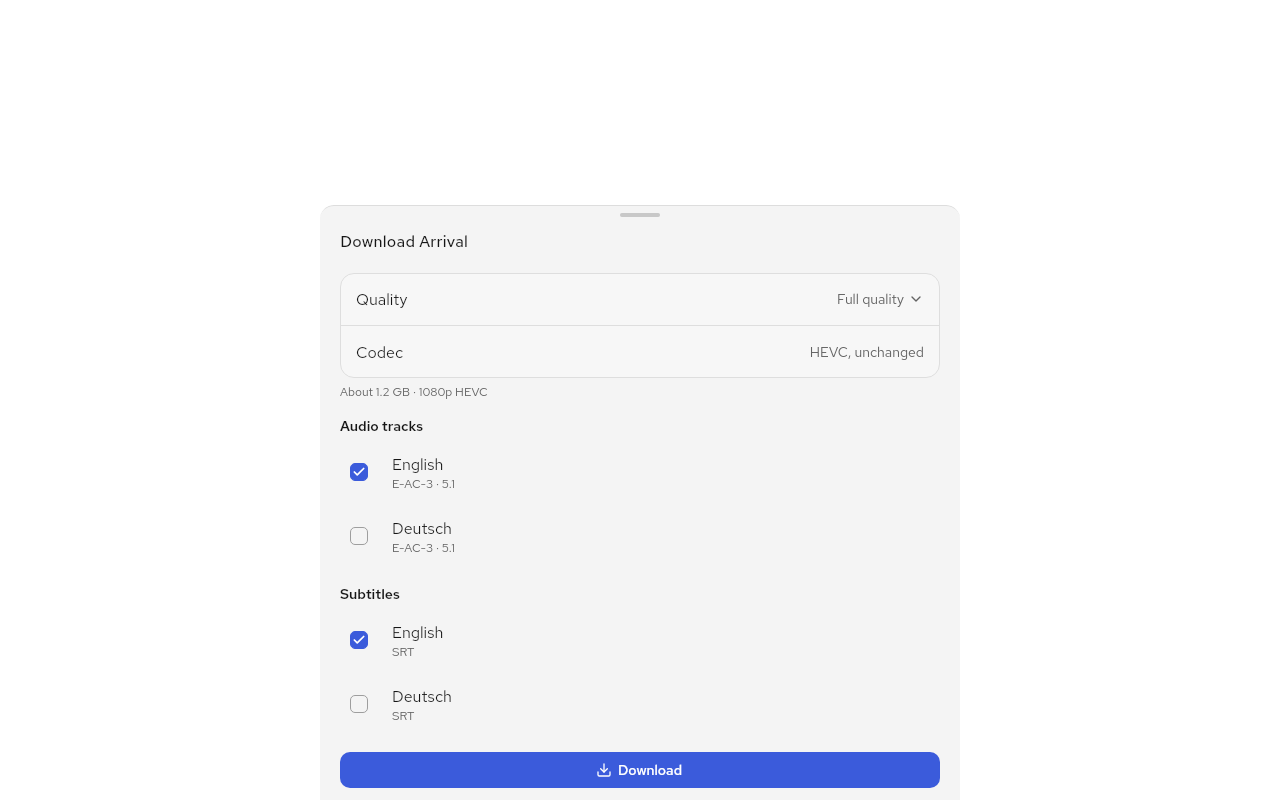 Download Arrival
Quality
Full quality
Codec
HEVC, unchanged
About 1.2 GB · 1080p HEVC
Audio tracks
English
E-AC-3 · 5.1
Deutsch
E-AC-3 · 5.1
Subtitles
English
SRT
Deutsch
SRT
Download